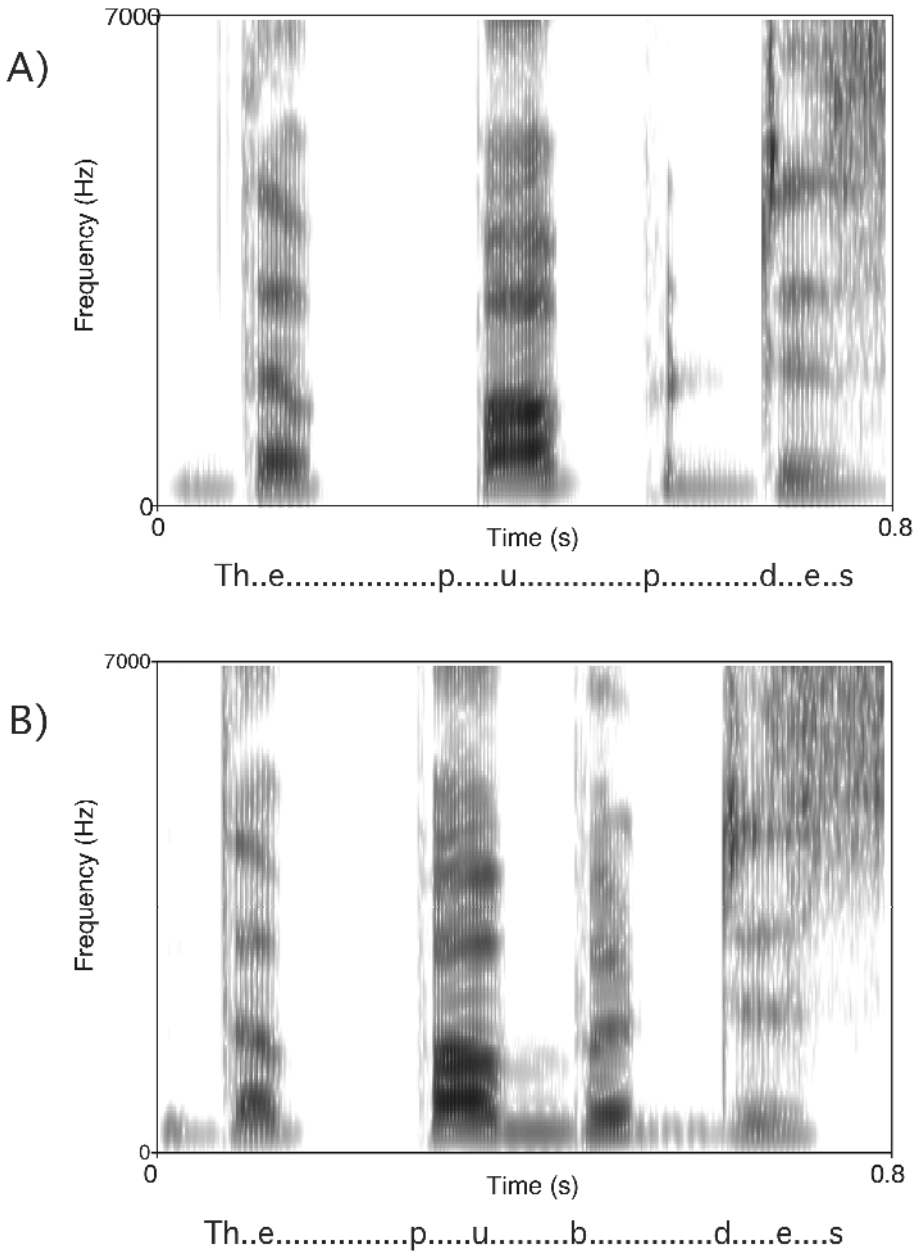 7000
A)
Frequency (Hz)
0
0
0.8
Time (s)
Th..e.................p.....u..............p...........d...e..s
7000
B)
Frequency (Hz)
0
0
0.8
Time (s)
Th..e...............p.....u.........b..............d.....e....s